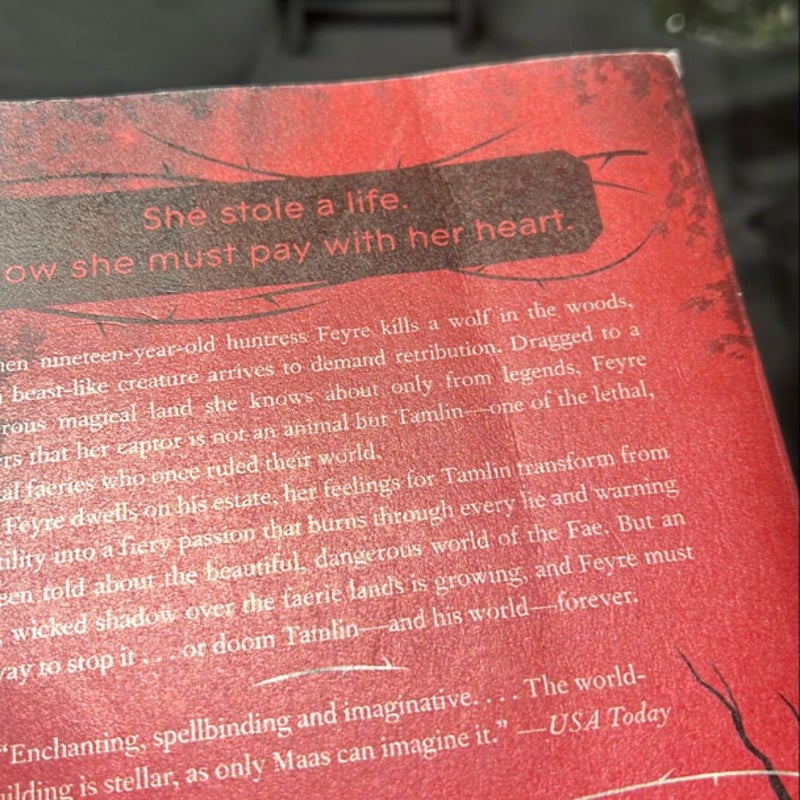 She stole a life.
ow she must pay with her heart.
hen nineteen-year-old huntress Feyre kills a wolf in the woods,
beast-like creature arrives to demand retribution. Dragged to a
rous magical land she knows about only from legends, Feyre
ers that her captor is not an animal but Tamlin—one of the lethal,
al faeries who once ruled their world.
Feyre dwells on his estate, her feelings for Tamlin transform from
tility into a fiery passion that burns through every lie and warning
een told about the beautiful, dangerous world of the Fae. But an
, wicked shadow over the faerie lands is growing, and Feyre must
way to stop it . . . or doom Tamlin—and his world—forever.
“Enchanting, spellbinding and imaginative. . . . The world-
uilding is stellar, as only Maas can imagine it.” —USA Today